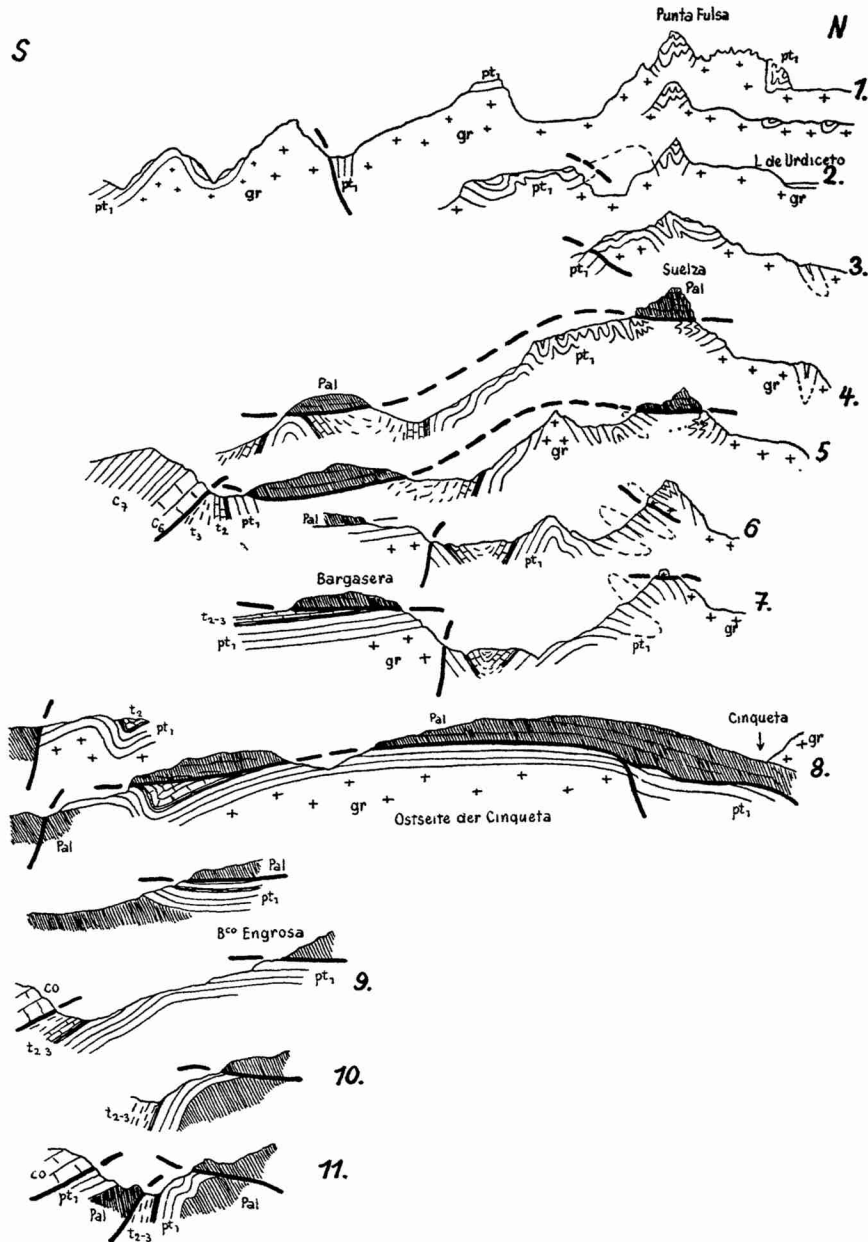 Punta Fulsa
S
N
pt1
pt1
1.
gr
gr
pt1
pt1
pt1
L de Urdiceto
2.
gr
pt1
3.
Suelza
Pal
pt1
gr
4.
Pal
gr
5
c7
c6
t3
t2
pt1
Pal
pt1
6
Bargasera
7.
t2-3
pt1
gr
pt1
gr
t2
pt1
Pal
Cinqueta
gr
8.
gr
Ostseite der Cinqueta
pt1
Pal
Pal
pt1
Bco Engrosa
co
pt1
9.
t2 3
10.
t2-3
11.
co
pt1
Pal
t2-3
pt1
Pal